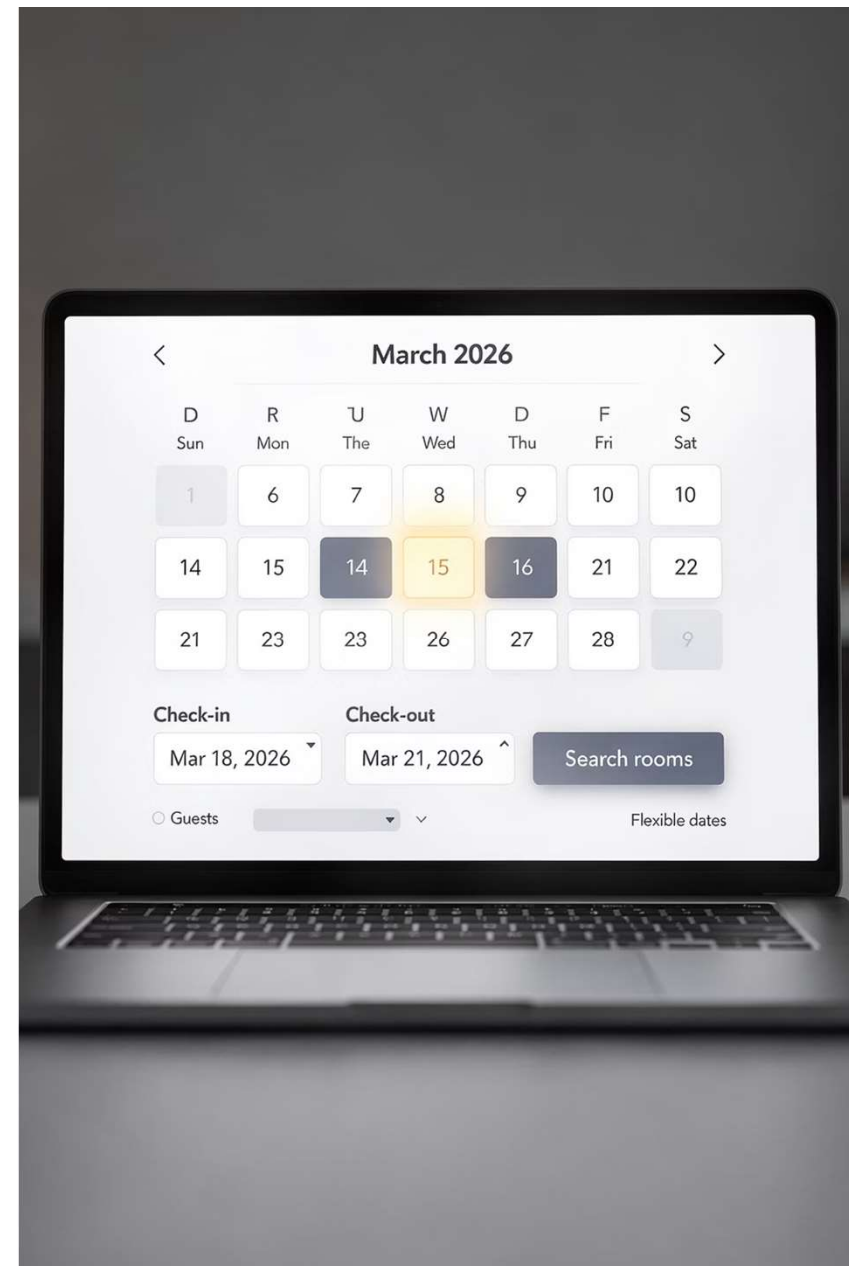 March 2026
D R U W D F S
Sun Mon The Wed Thu Fri Sat
1 6 7 8 9 10 10
14 15 14 15 16 21 22
21 23 23 26 27 28 9
Check-in Check-out
Mar 18, 2026 Mar 21, 2026 Search rooms
Guests Flexible dates